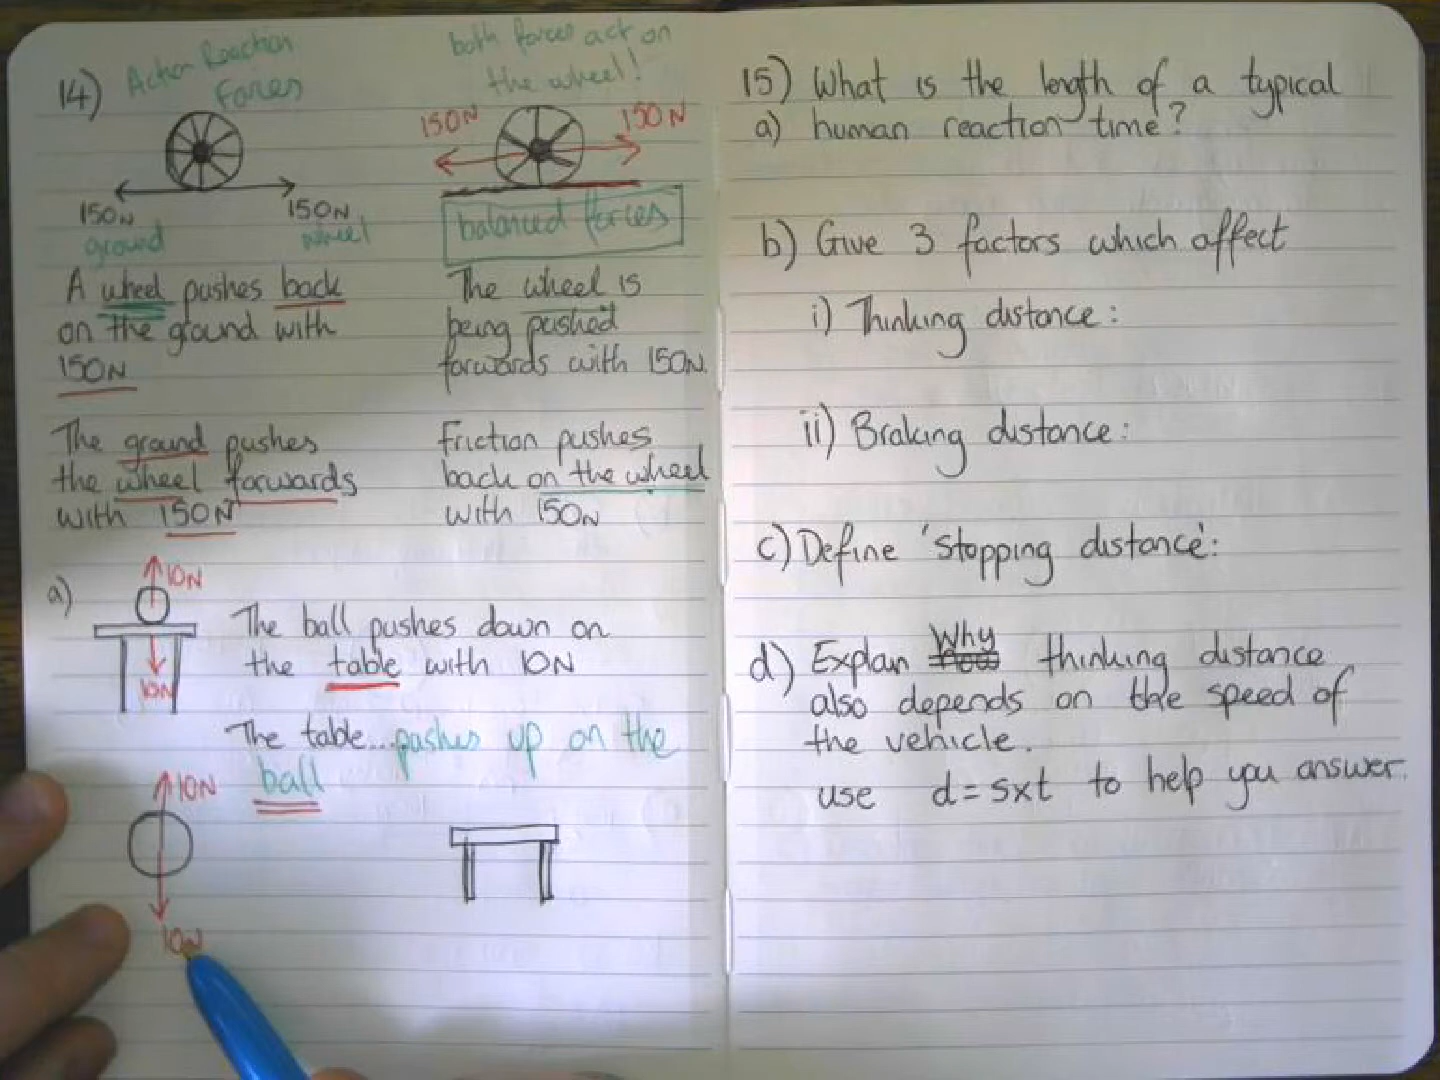 14)
Action Reaction
Forces
both forces act on
the wheel!
150N
150N
150N
ground
150N
wheel
balanced forces
A wheel pushes back
on the ground with
150N
The wheel is
being pushed
forwards with 150N.
The ground pushes
the wheel forwards
with 150N
Friction pushes
back on the wheel
with 150N
a)
10N
10N
The ball pushes down on
the table with 10N
The table...pushes up on the
ball
10N
10N
15) What is the length of a typical
a) human reaction time?
b) Give 3 factors which affect
i) Thinking distance:
ii) Braking distance:
c) Define 'stopping distance':
d) Explain Why thinking distance
also depends on the speed of
the vehicle.
use d=sxt to help you answer.